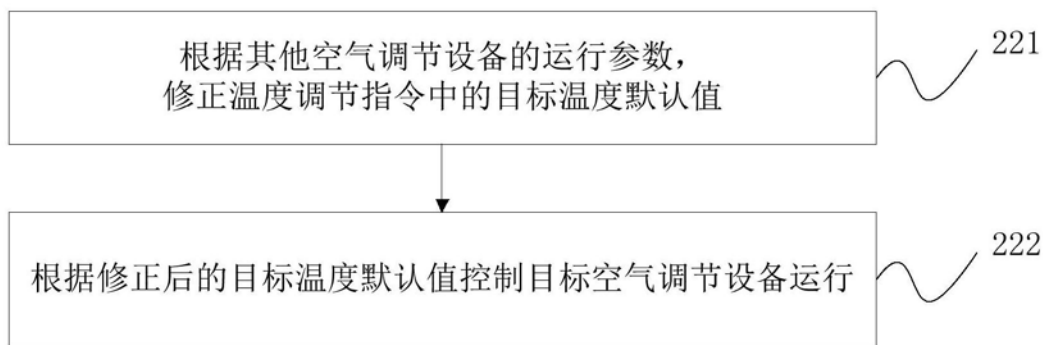 根据其他空气调节设备的运行参数，
修正温度调节指令中的目标温度默认值
221
根据修正后的目标温度默认值控制目标空气调节设备运行
222